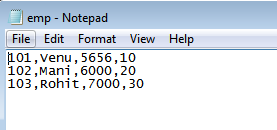 emp - Notepad
File Edit Format View Help
101,Venu,5656,10
102,Mani,6000,20
103,Rohit,7000,30